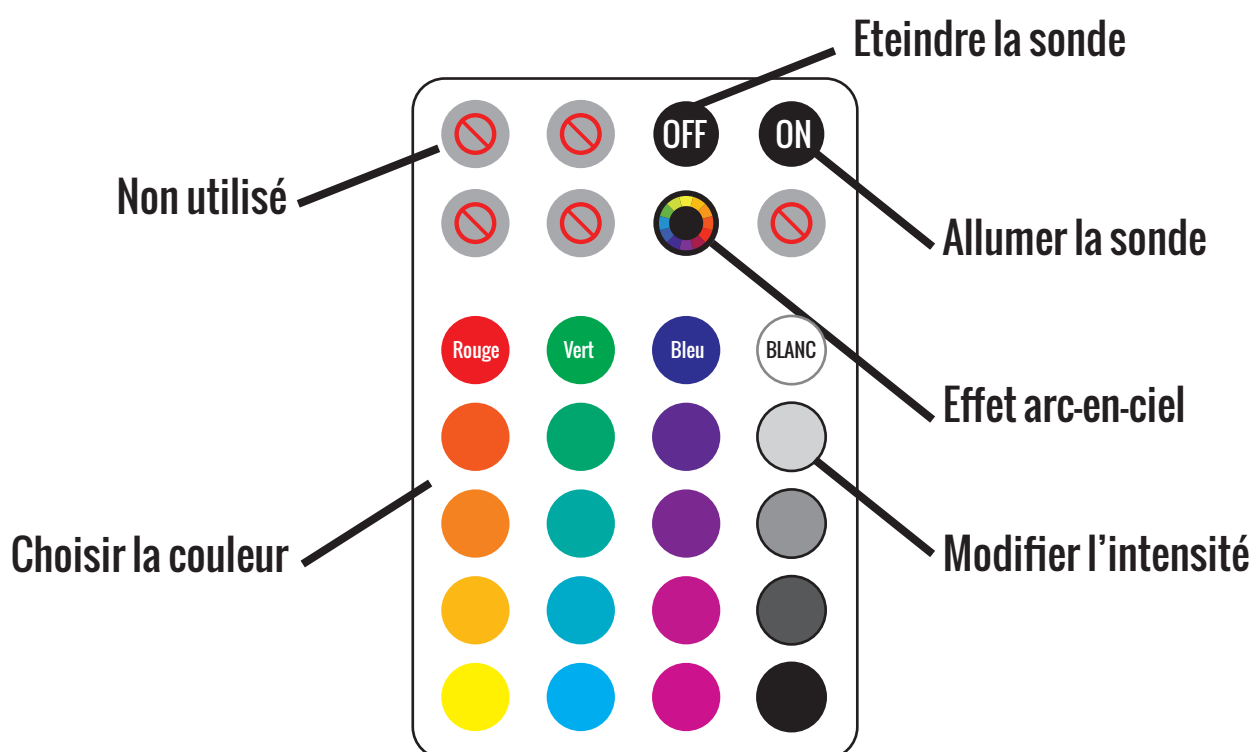 Eteindre la sonde
OFF
ON
Non utilisé
Allumer la sonde
Rouge
Vert
Bleu
BLANC
Effet arc-en-ciel
Choisir la couleur
Modifier l’intensité